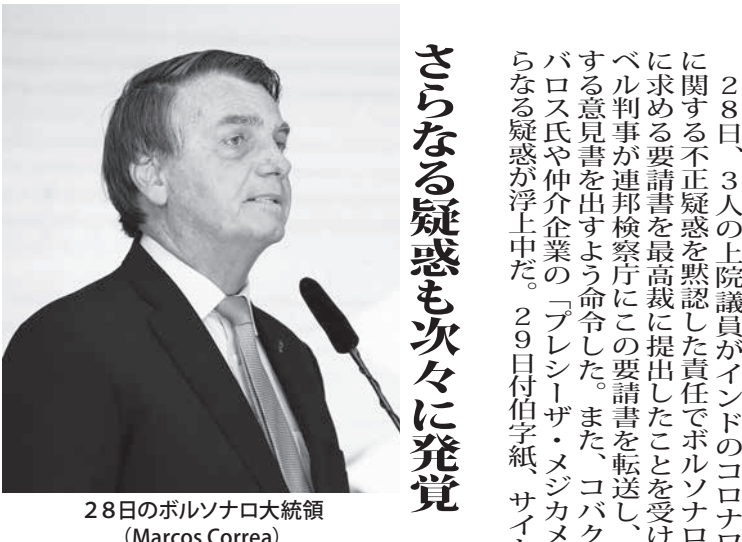 さらなる疑惑も次々に発覚
28日、3人の上院議員がインドのコロナワ
に関する不正疑惑を黙認した責任でボルソナロ
に求める要請書を最高裁に提出したことを受け
ベル判事が連邦検察庁にこの要請書を転送し、
する意見書を出すよう命令した。また、コバク
バロス氏や仲介企業の「プレシーザ・メジカメ
らなる疑惑が浮上中だ。29日付伯字紙、サイ
28日のボルソナロ大統領
(Marcos Correa)